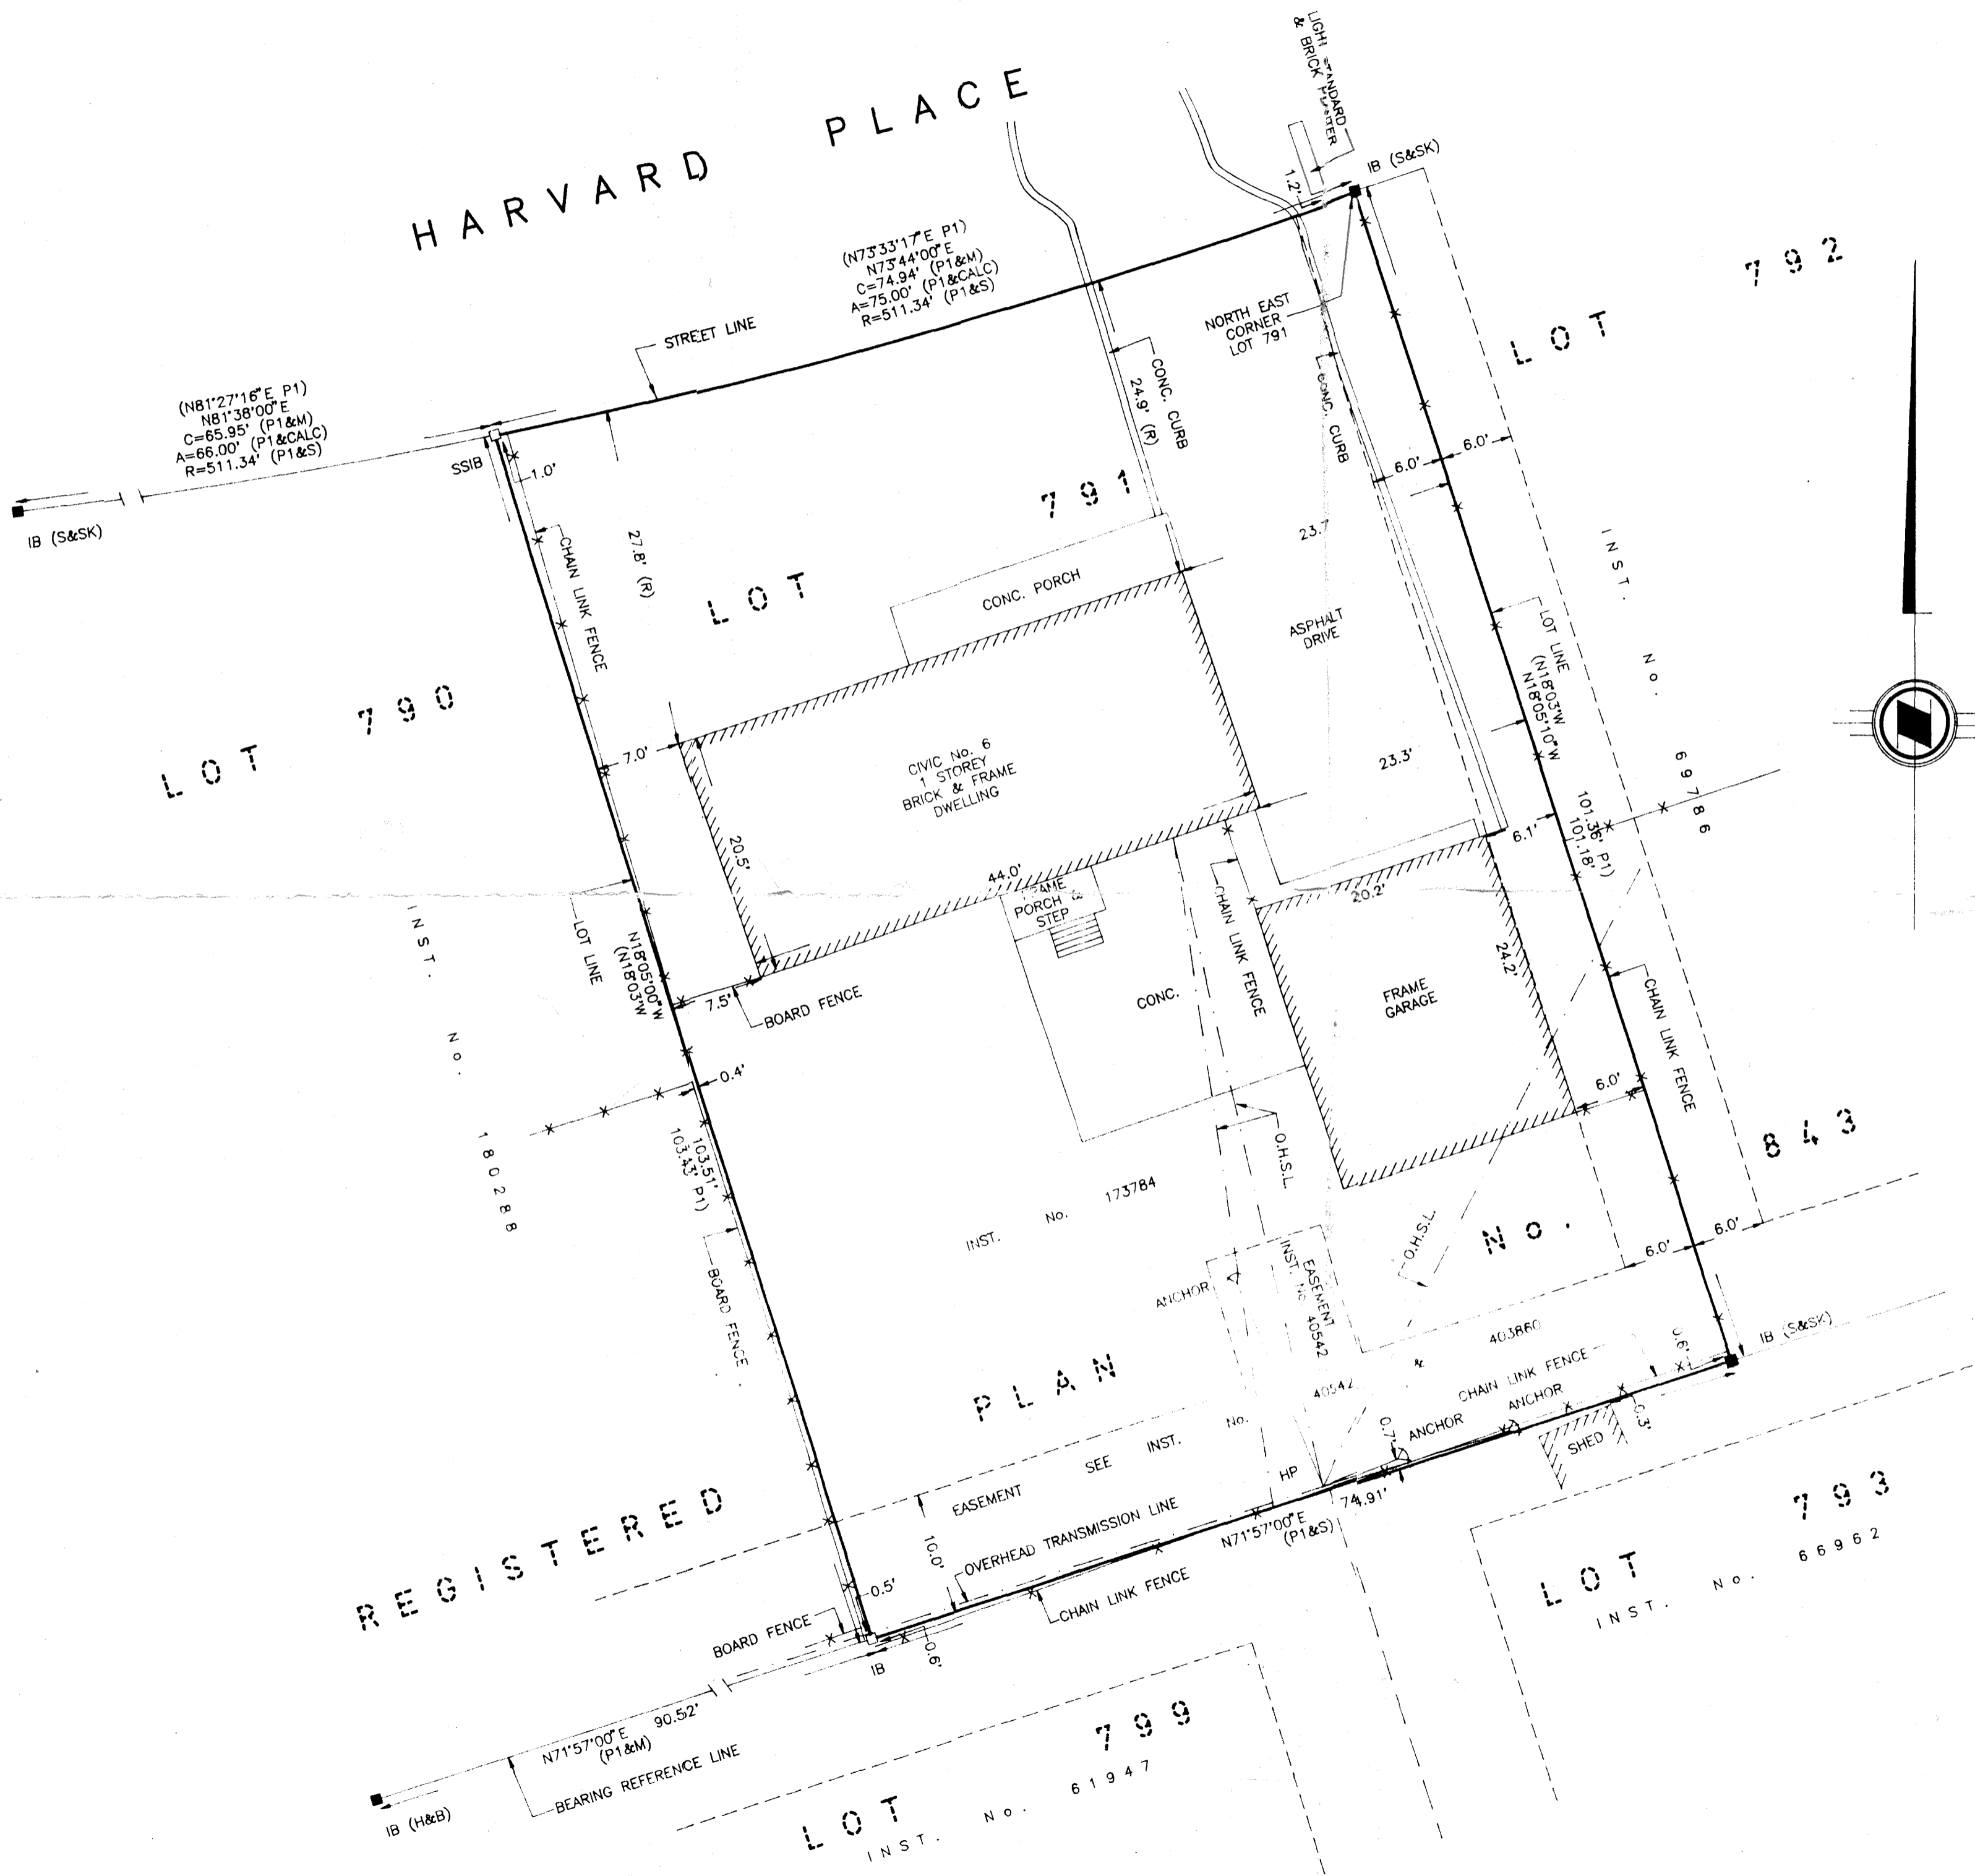 HARVARD PLACE
LIGHT STANDARD
& BRICK PLANTER
IB (S&SK)
1.2'
(N73°33'17"E P1)
N73°44'00"E
C=74.94' (P1&M)
A=75.00' (P1&CALC)
R=511.34' (P1&S)
STREET LINE
NORTH EAST
CORNER
LOT 791
LOT 792
(N81°27'16"E P1)
N81°38'00"E
C=65.95' (P1&M)
A=66.00' (P1&CALC)
R=511.34' (P1&S)
SSIB
1.0'
IB (S&SK)
CHAIN LINK FENCE
27.8' (R)
24.9' (R)
CONC. CURB
CONC. CURB
6.0'
6.0'
LOT 791
CONC. PORCH
23.7
ASPHALT
DRIVE
LOT LINE
(N18°03'W
N18°05'10"W
101.36' P1)
101.18'
INST. No. 69786
LOT 790
7.0'
CIVIC No. 6
1 STOREY
BRICK & FRAME
DWELLING
23.3'
20.5'
44.0'
6.1'
FRAME
PORCH &
STEP
20.2'
CHAIN LINK FENCE
24.2'
FRAME
GARAGE
CONC.
LOT LINE
N18°05'00"W
(N18°03'W
7.5'
BOARD FENCE
INST. No. 180288
0.4'
103.51'
103.43' P1)
BOARD FENCE
CHAIN LINK FENCE
6.0'
O.H.S.L.
INST. No. 173784
843
REGISTERED PLAN No.
O.H.S.L.
6.0'
6.0'
ANCHOR
EASEMENT
INST. No 40542
403860
&
40542
CHAIN LINK FENCE
0.6'
IB (S&SK)
ANCHOR
ANCHOR
0.7'
0.3'
SHED
EASEMENT SEE INST. No.
HP
74.91'
N71°57'00"E
(P1&S)
10.0'
OVERHEAD TRANSMISSION LINE
CHAIN LINK FENCE
0.5'
BOARD FENCE
IB
0.6'
LOT 793
INST. No. 66962
N71°57'00"E 90.52'
(P1&M)
BEARING REFERENCE LINE
IB (H&B)
LOT 799
INST. No. 61947